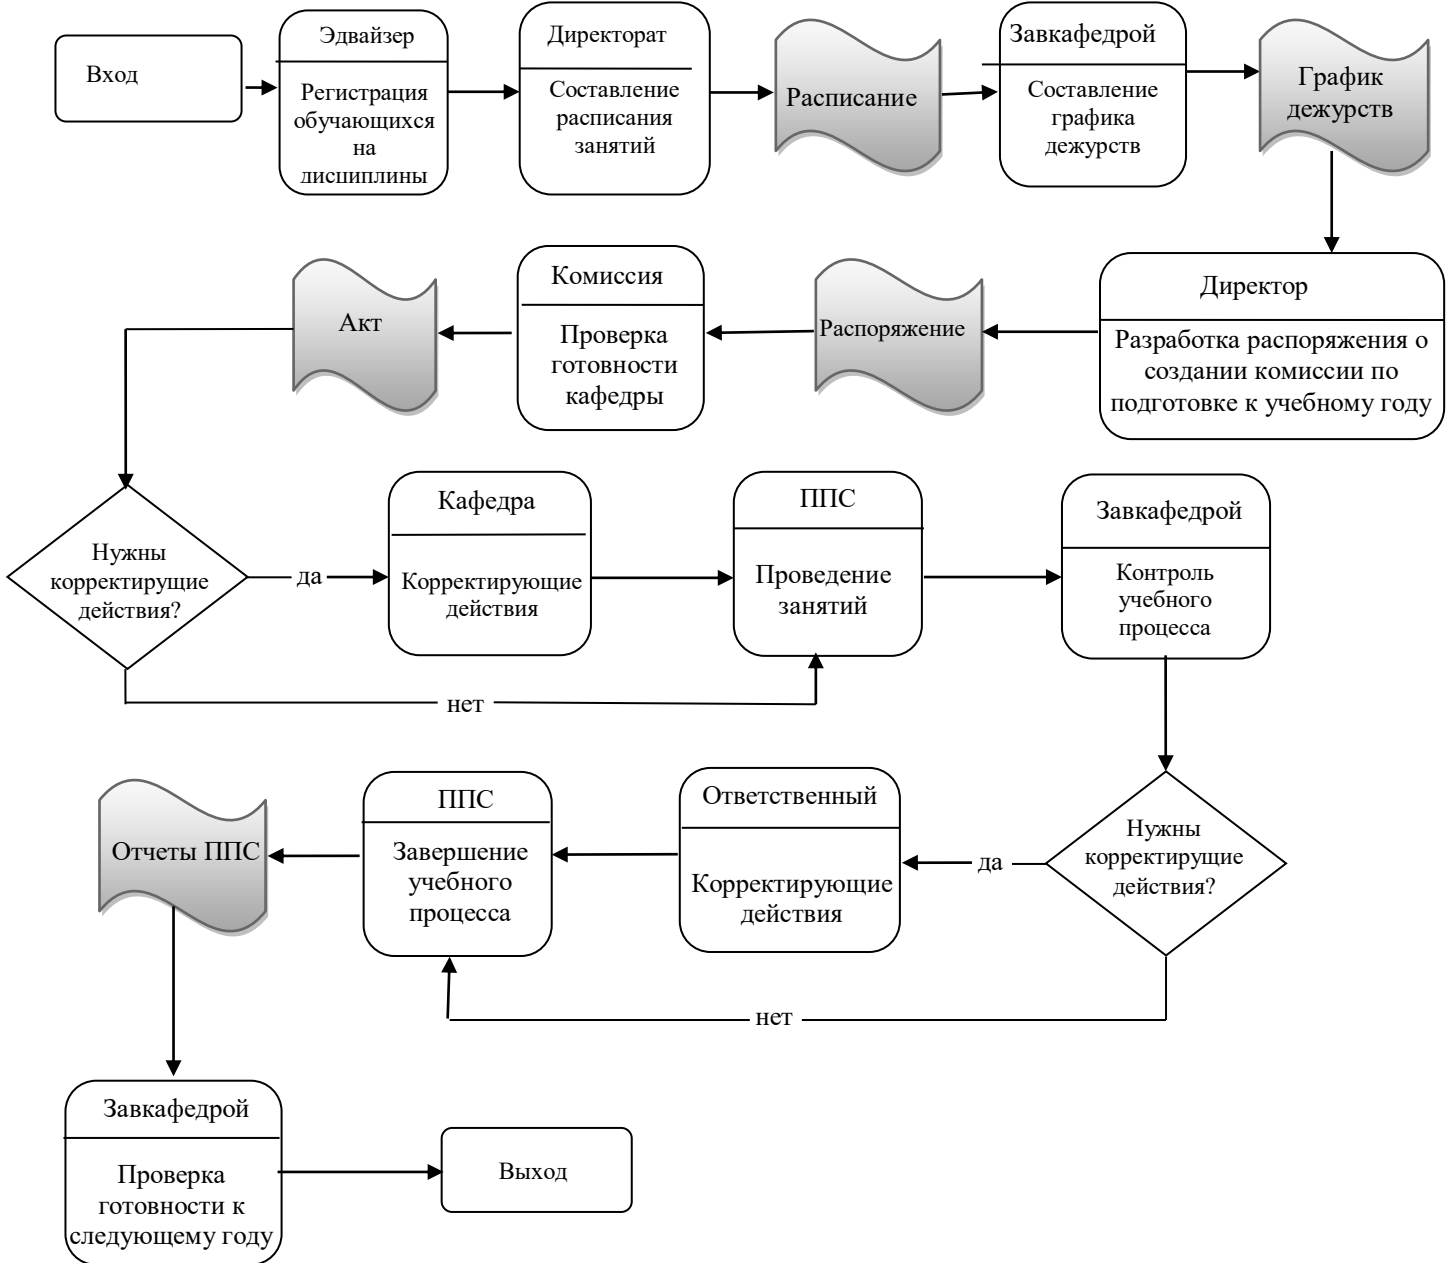 Вход
Эдвайзер
Регистрация
обучающихся
на
дисциплины
Директорат
Составление
расписания
занятий
Расписание
Завкафедрой
Составление
графика
дежурств
График
дежурств
Директор
Разработка распоряжения о
создании комиссии по
подготовке к учебному году
Распоряжение
Комиссия
Проверка
готовности
кафедры
Акт
Нужны
корректирущие
действия?
да
нет
Кафедра
Корректирующие
действия
ППС
Проведение
занятий
Завкафедрой
Контроль
учебного
процесса
Нужны
корректирущие
действия?
да
нет
Ответственный
Корректирующие
действия
ППС
Завершение
учебного
процесса
Отчеты ППС
Завкафедрой
Проверка
готовности к
следующему году
Выход